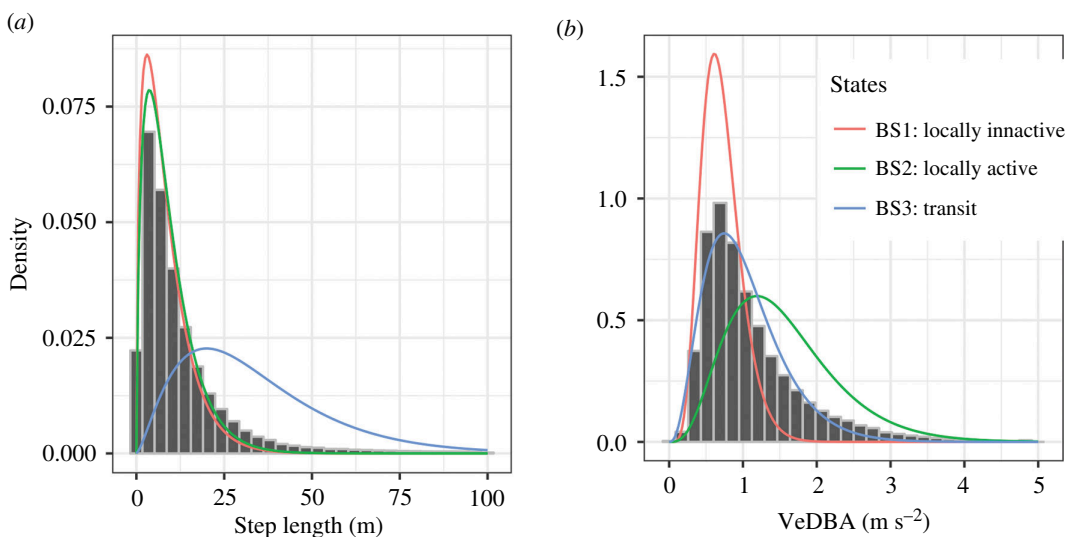 (a)
Density
0.075
0.050
0.025
0.000
0 25 50 75 100
Step length (m)
(b)
1.5
1.0
0.5
0.0
States
BS1: locally innactive
BS2: locally active
BS3: transit
0 1 2 3 4 5
VeDBA (m s⁻²)